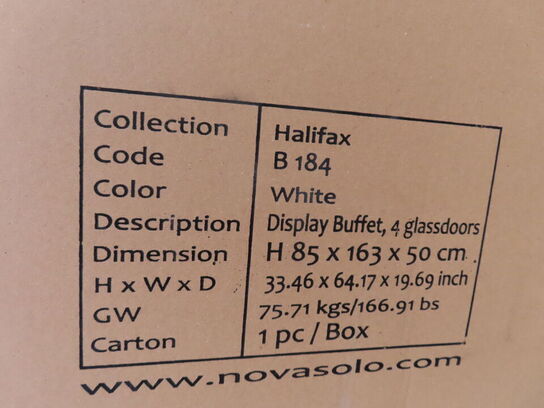 Collection Halifax
Code B 184
Color White
Description Display Buffet, 4 glassdoors
Dimension H 85 x 163 x 50 cm
H x W x D 33.46 x 64.17 x 19.69 inch
GW 75.71 kgs/166.91 bs
Carton 1 pc / Box
www.novasolo.com